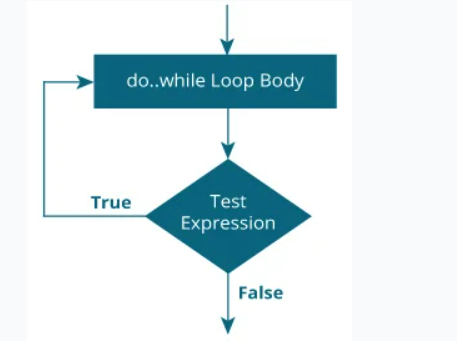 do..while Loop Body
Test
Expression
True
False